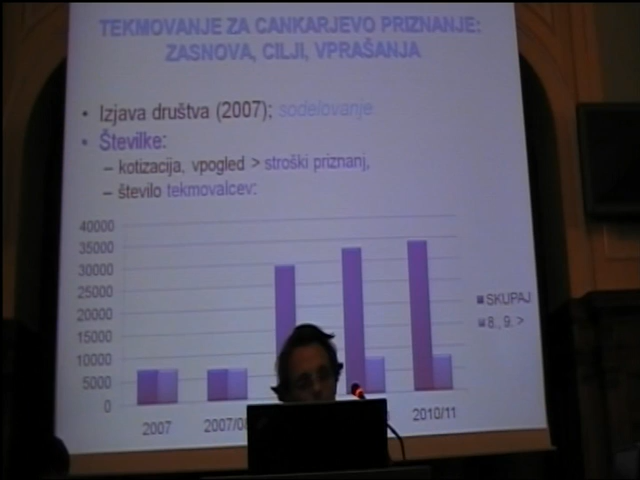 TEKMOVANJE ZA CANKARJEVO PRIZNANJE:
ZASNOVA, CILJI, VPRAŠANJA
• Izjava društva (2007); sodelovanje
• Številke:
– kotizacija, vpogled > stroški priznanj,
– število tekmovalcev:
40000
35000
30000
25000
20000
15000
10000
5000
0
2007
2010/11
SKUPAJ
8., 9. >